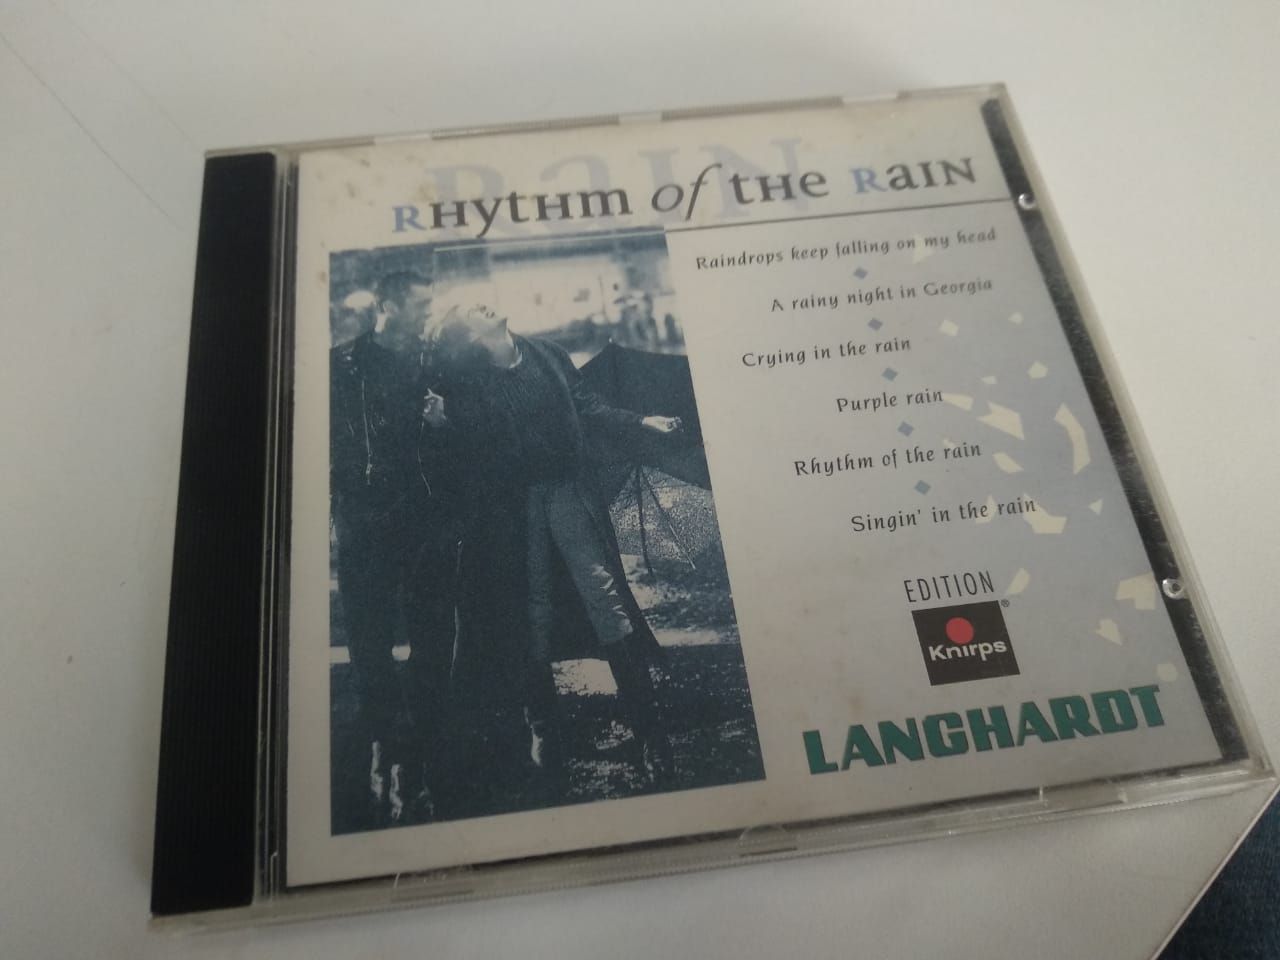 RAIN
RHytHm of tHe RaIN
Raindrops keep falling on my head
A rainy night in Georgia
Crying in the rain
Purple rain
Rhythm of the rain
Singin' in the rain
EDITION
Knirps®
LANGHARDT